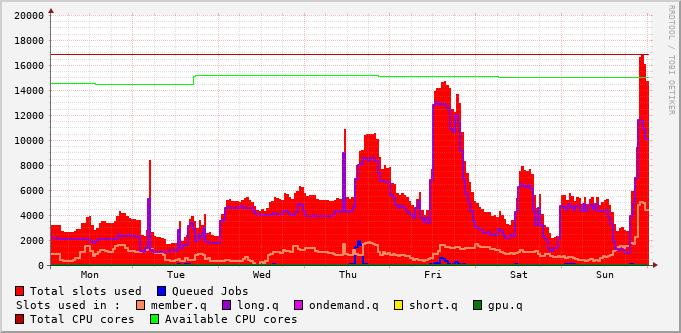 RRDTOOL / TOBI OETIKER
20000
18000
16000
14000
12000
10000
8000
6000
4000
2000
0
Mon Tue Wed Thu Fri Sat Sun
Total slots used Queued Jobs
Slots used in : member.q long.q ondemand.q short.q gpu.q
Total CPU cores Available CPU cores